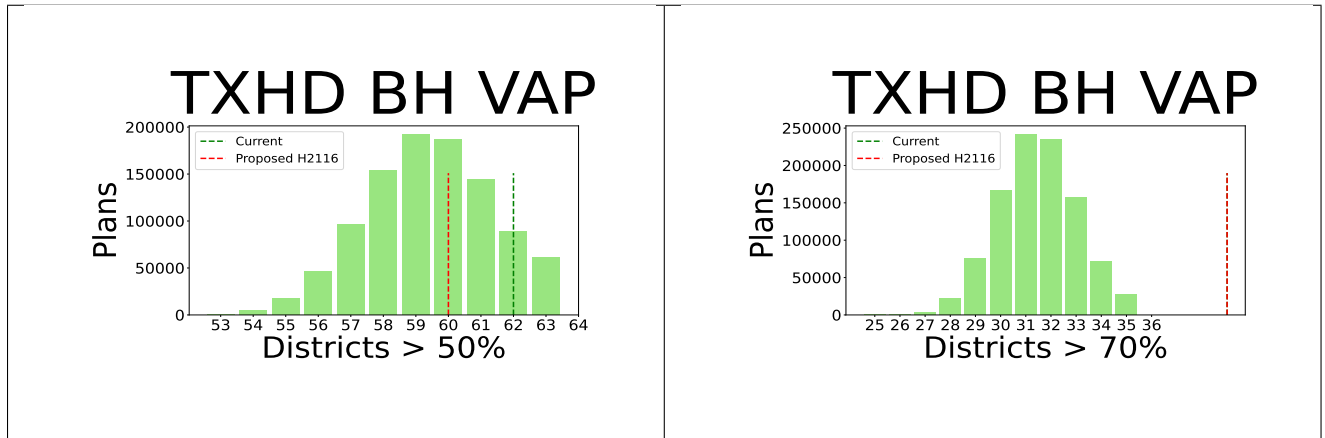 TXHD BH VAP
200000
150000
100000
50000
0
Plans
Current
Proposed H2116
53 54 55 56 57 58 59 60 61 62 63 64
Districts > 50%
TXHD BH VAP
250000
200000
150000
100000
50000
0
Plans
Current
Proposed H2116
25 26 27 28 29 30 31 32 33 34 35 36
Districts > 70%